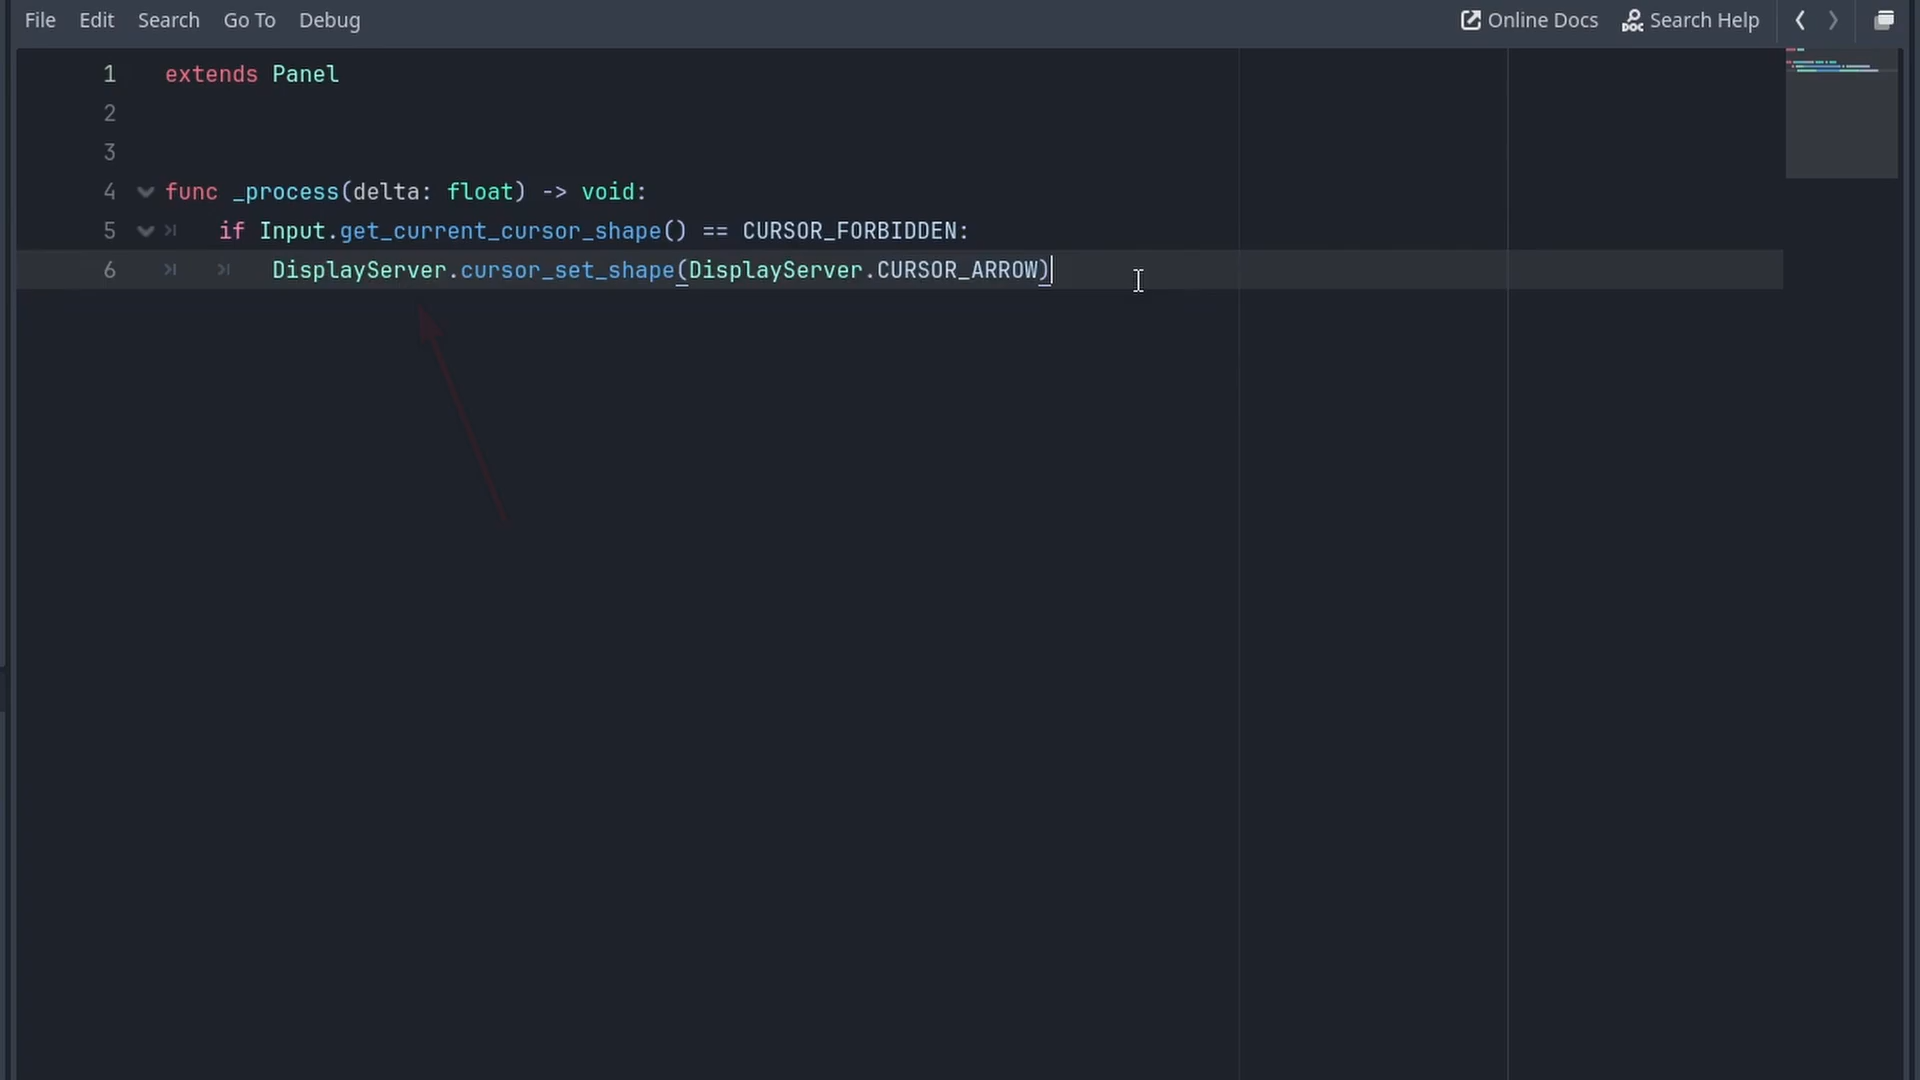 File Edit Search Go To Debug Online Docs Search Help
1 extends Panel
2
3
4 func _process(delta: float) -> void:
5 if Input.get_current_cursor_shape() == CURSOR_FORBIDDEN:
6 DisplayServer.cursor_set_shape(DisplayServer.CURSOR_ARROW)